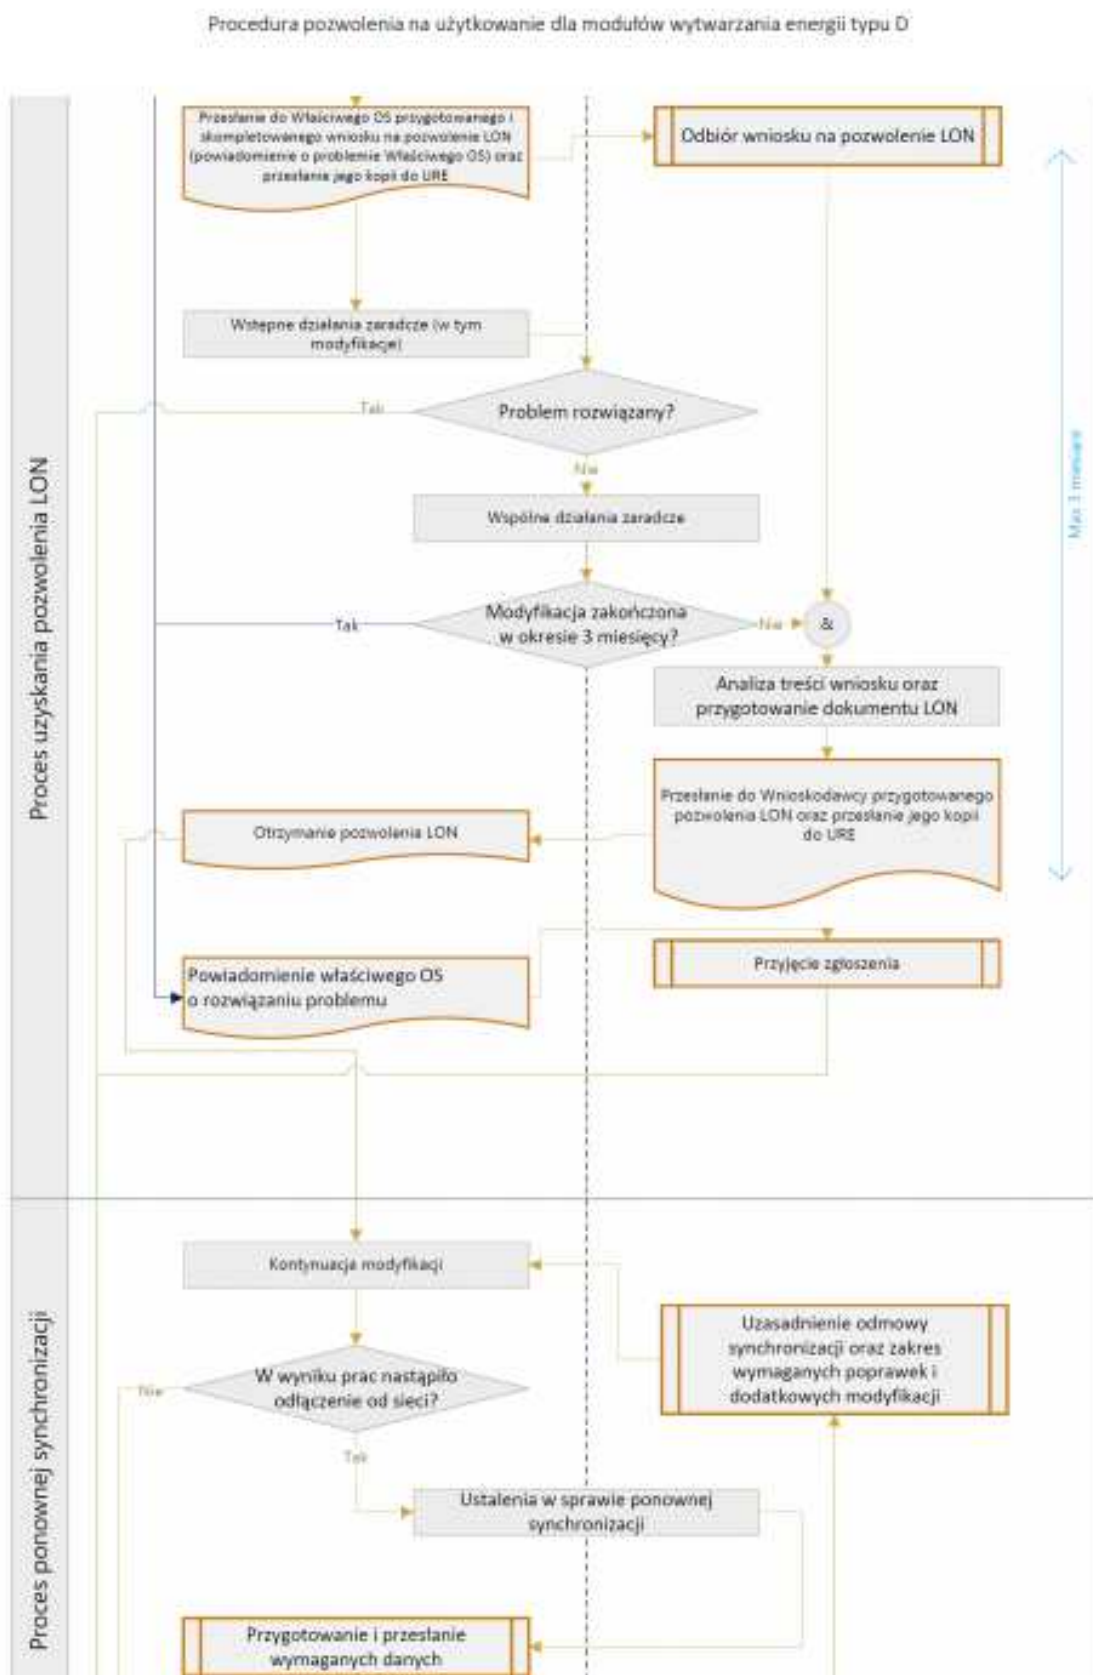 Procedura pozwolenia na użytkowanie dla modułów wytwarzania energii typu D
Proces uzyskania pozwolenia LON
Przesłanie do Właściwego OS przygotowanego i
skompletowanego wniosku na pozwolenie LON
(powiadomienie o problemie Właściwego OS) oraz
przesłanie jego kopii do URE
Odbiór wniosku na pozwolenie LON
Max 3 miesiące
Wstępne działania zaradcze (w tym
modyfikacje)
Tak
Problem rozwiązany?
Nie
Wspólne działania zaradcze
Tak
Modyfikacja zakończona
w okresie 3 miesięcy?
Nie
&
Analiza treści wniosku oraz
przygotowanie dokumentu LON
Przesłanie do Wnioskodawcy przygotowanego
pozwolenia LON oraz przesłanie jego kopii
do URE
Otrzymanie pozwolenia LON
Powiadomienie właściwego OS
o rozwiązaniu problemu
Przyjęcie zgłoszenia
Proces ponownej synchronizacji
Kontynuacja modyfikacji
Uzasadnienie odmowy
synchronizacji oraz zakres
wymaganych poprawek i
dodatkowych modyfikacji
Nie
W wyniku prac nastąpiło
odłączenie od sieci?
Tak
Ustalenia w sprawie ponownej
synchronizacji
Przygotowanie i przesłanie
wymaganych danych